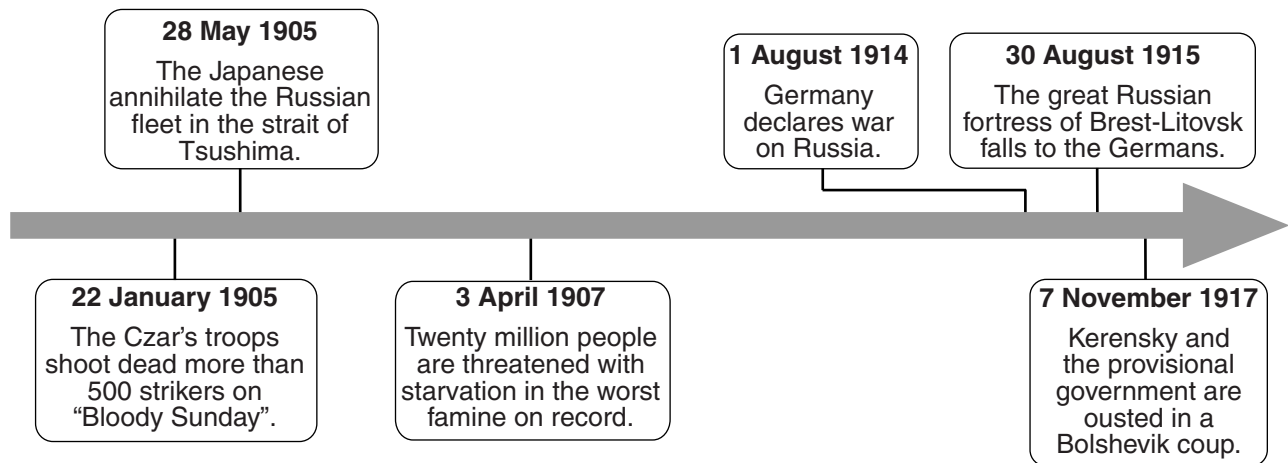 28 May 1905
The Japanese
annihilate the Russian
fleet in the strait of
Tsushima.
1 August 1914
Germany
declares war
on Russia.
30 August 1915
The great Russian
fortress of Brest-Litovsk
falls to the Germans.
22 January 1905
The Czar’s troops
shoot dead more than
500 strikers on
“Bloody Sunday”.
3 April 1907
Twenty million people
are threatened with
starvation in the worst
famine on record.
7 November 1917
Kerensky and
the provisional
government are
ousted in a
Bolshevik coup.